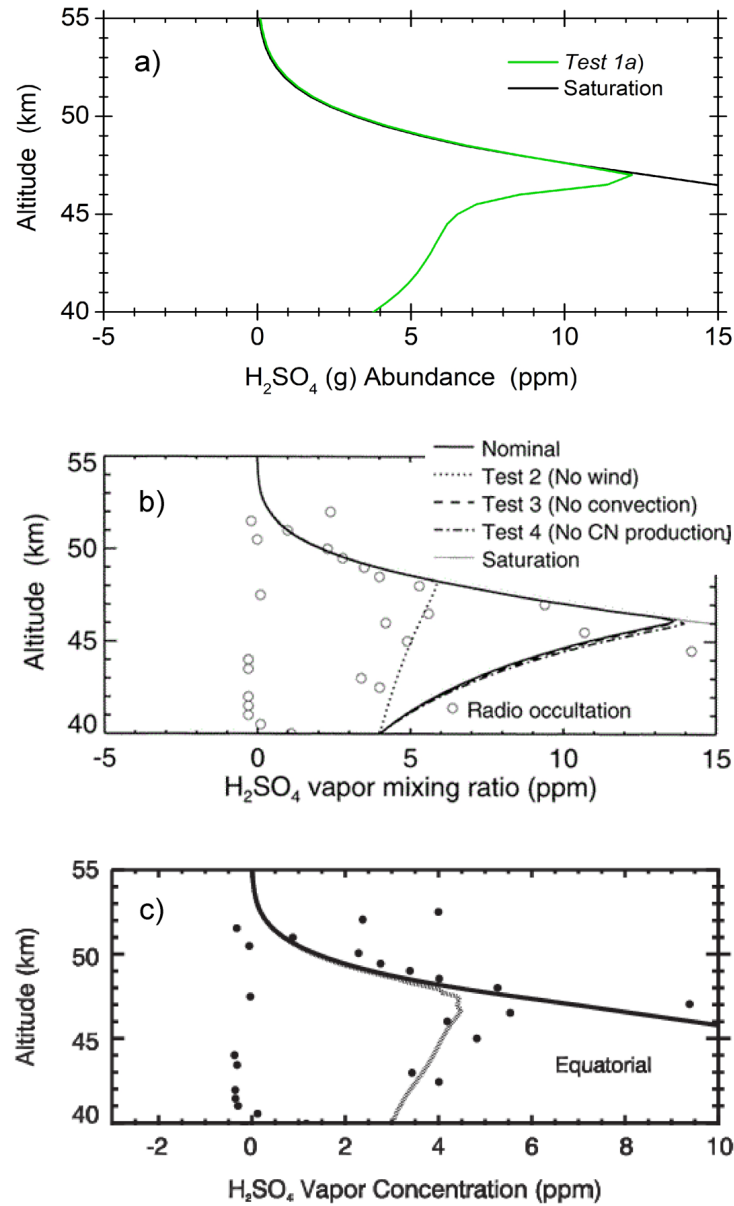 55
a)
Test 1a)
Saturation
50
Altitude (km)
45
40
-5 0 5 10 15
H₂SO₄ (g) Abundance (ppm)
Nominal
Test 2 (No wind)
Test 3 (No convection)
Test 4 (No CN production)
Saturation
55
b)
50
Altitude (km)
45
40
Radio occultation
-5 0 5 10 15
H₂SO₄ vapor mixing ratio (ppm)
55
c)
50
Altitude (km)
45
Equatorial
40
-2 0 2 4 6 8 10
H₂SO₄ Vapor Concentration (ppm)